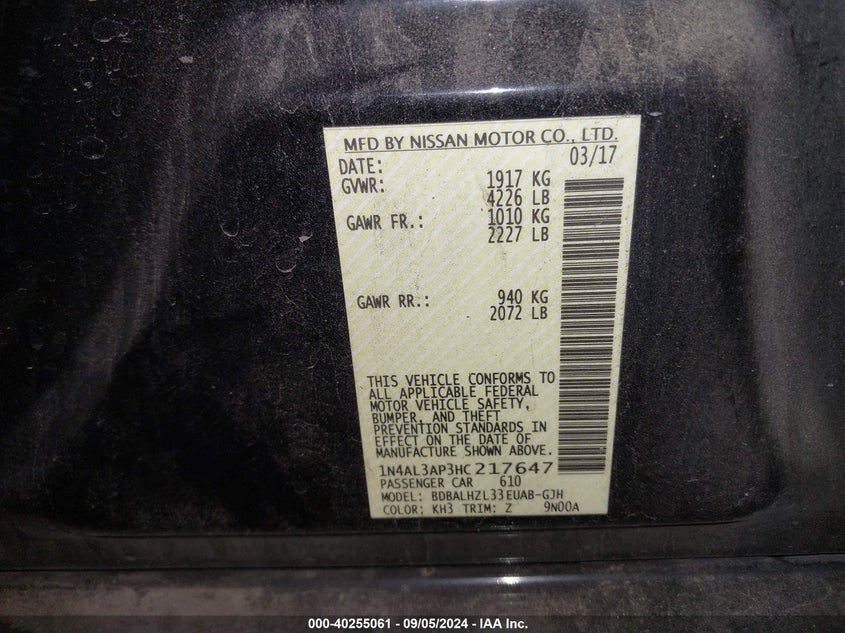 MFD BY NISSAN MOTOR CO., LTD.
DATE: 03/17
GVWR: 1917 KG
4226 LB
GAWR FR.: 1010 KG
2227 LB
GAWR RR.: 940 KG
2072 LB
THIS VEHICLE CONFORMS TO
ALL APPLICABLE FEDERAL
MOTOR VEHICLE SAFETY,
BUMPER, AND THEFT
PREVENTION STANDARDS IN
EFFECT ON THE DATE OF
MANUFACTURE SHOWN ABOVE.
1N4AL3AP3HC217647
PASSENGER CAR 610
MODEL: BDBALHZL33EUAB-GJH
COLOR: KH3 TRIM: Z 9N00A
000-40255061 - 09/05/2024 - IAA Inc.